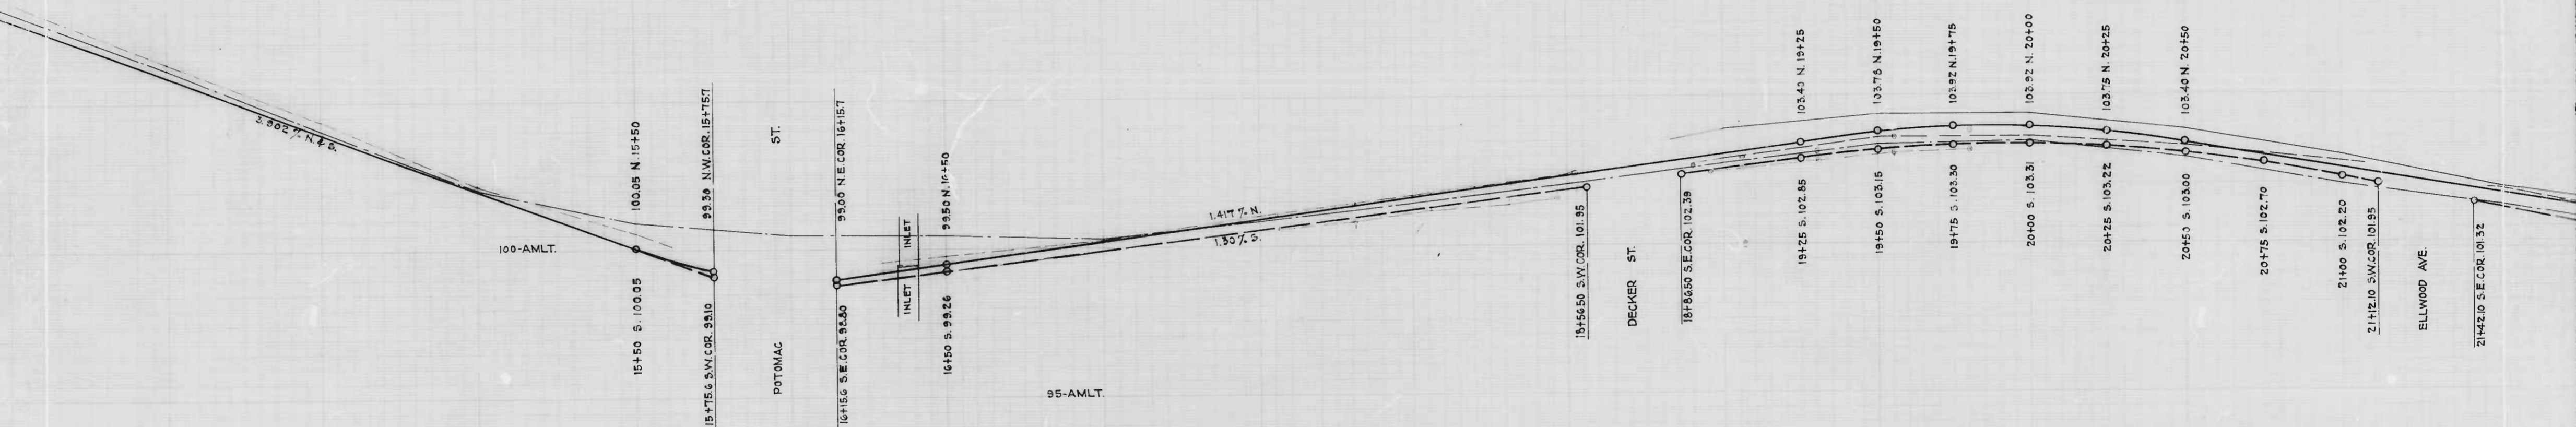 3.902 % N. & S.
100-AMLT.
100.05 N. 15+50
15+50 S. 100.05
99.30 N.W. COR. 15+75.7
15+75.6 S.W. COR. 99.10
POTOMAC ST.
99.00 N.E. COR. 16+15.7
16+15.6 S.E. COR. 98.80
INLET
INLET
99.50 N. 16+50
16+50 S. 99.26
95-AMLT.
1.417 % N.
1.30 % S.
18+56.50 S.W. COR. 101.95
DECKER ST.
18+86.50 S.E. COR. 102.39
103.40 N. 19+25
19+25 S. 102.85
103.78 N. 19+50
19+50 S. 103.15
103.92 N. 19+75
19+75 S. 103.30
103.92 N. 20+00
20+00 S. 103.31
103.75 N. 20+25
20+25 S. 103.22
103.40 N. 20+50
20+50 S. 103.00
20+75 S. 102.70
21+00 S. 102.20
21+12.10 S.W. COR. 101.95
ELLWOOD AVE.
21+42.10 S.E. COR. 101.32